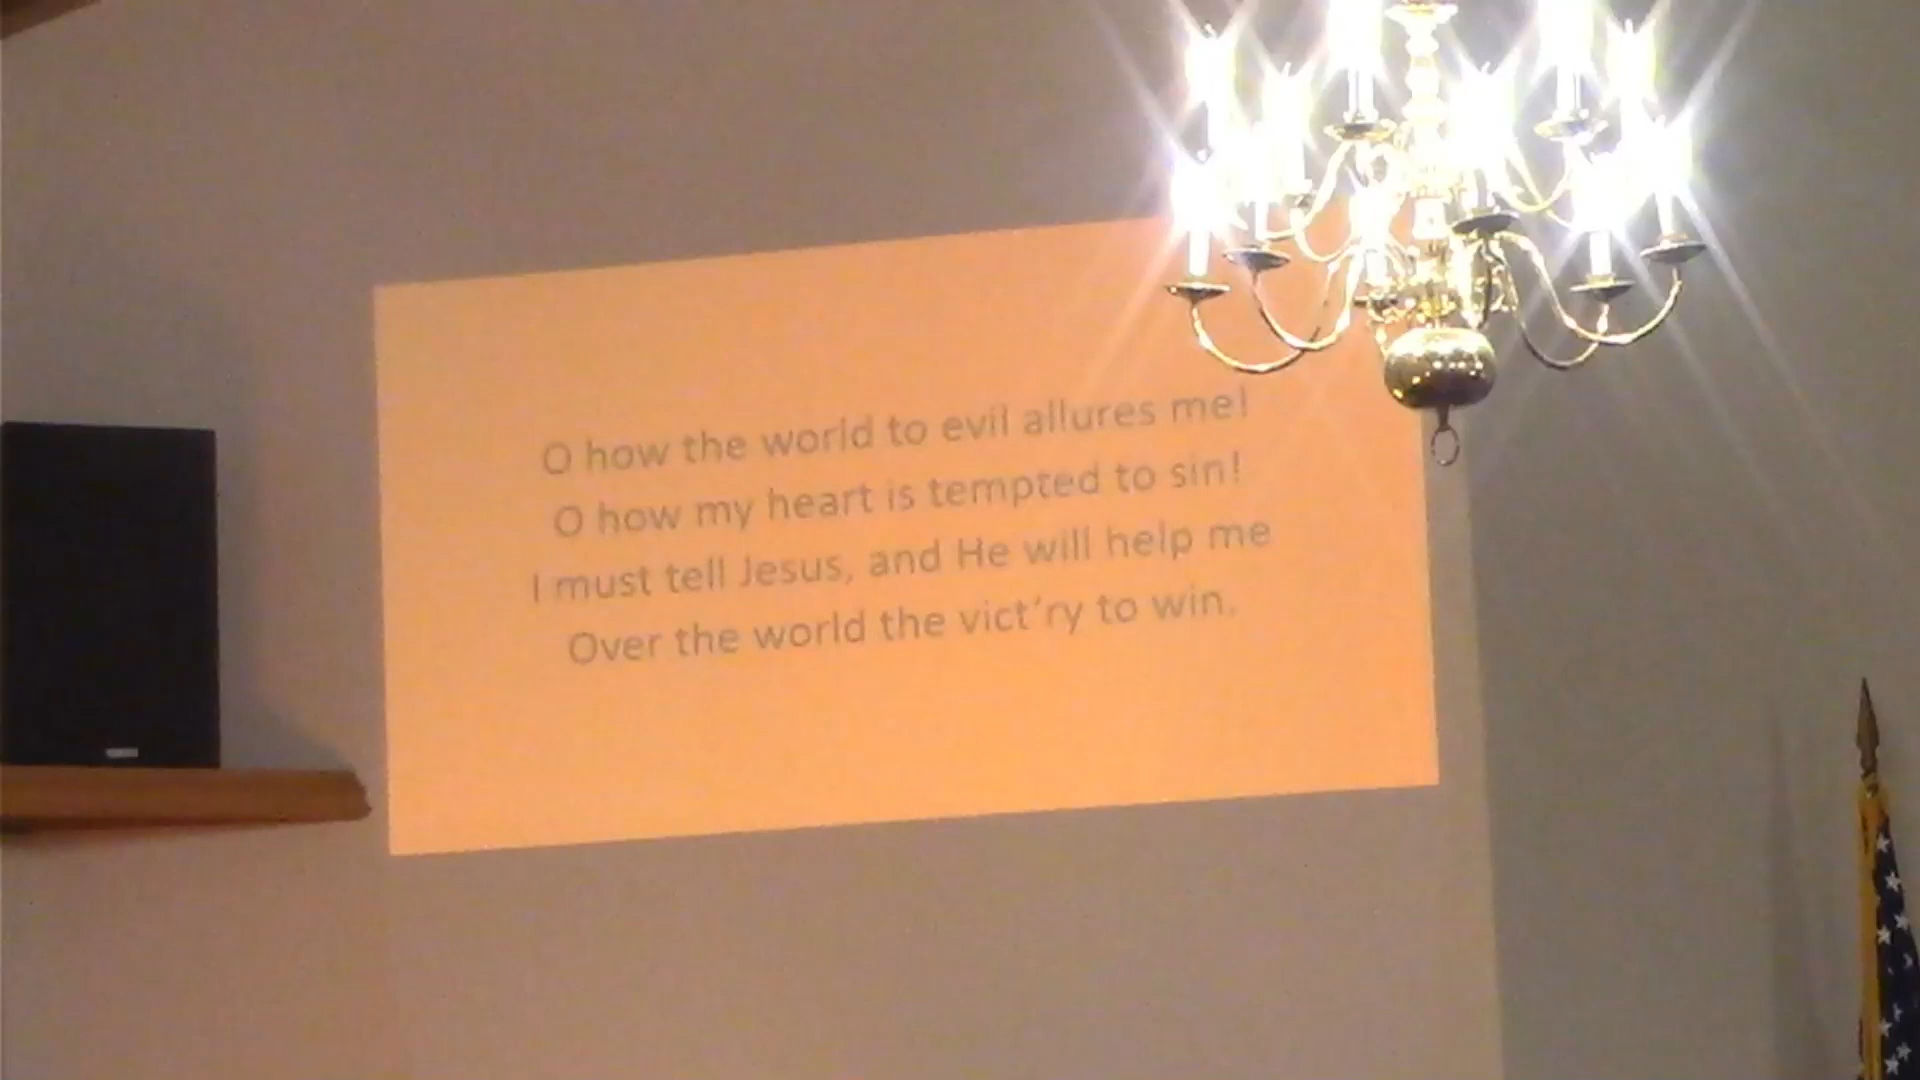 O how the world to evil allures me!
O how my heart is tempted to sin!
I must tell Jesus, and He will help me
Over the world the vict'ry to win.